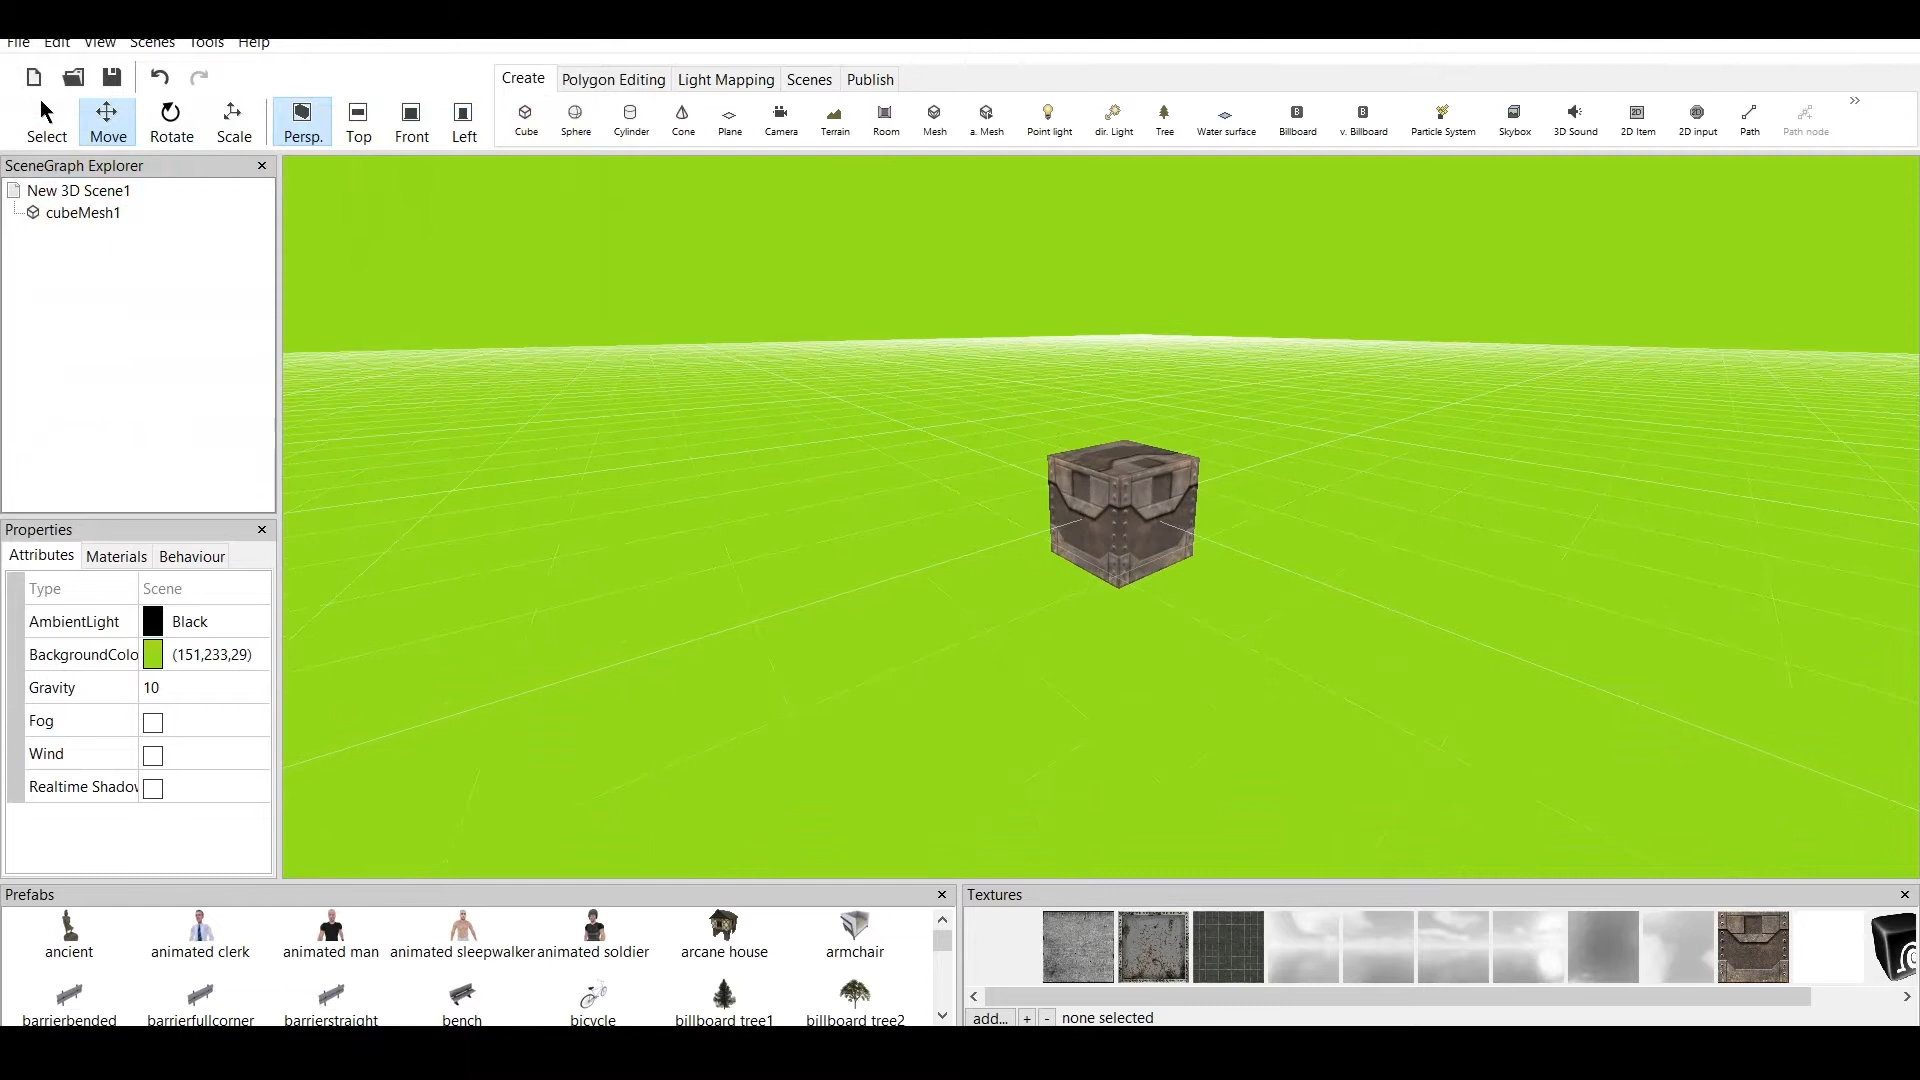 File Edit View Scenes Tools Help
Create Polygon Editing Light Mapping Scenes Publish
Select Move Rotate Scale Persp. Top Front Left
Cube Sphere Cylinder Cone Plane Camera Terrain Room Mesh a. Mesh Point light dir. Light Tree Water surface Billboard v. Billboard Particle System Skybox 3D Sound 2D Item 2D input Path Path node
SceneGraph Explorer
New 3D Scene1
cubeMesh1
Properties
Attributes Materials Behaviour
Type Scene
AmbientLight Black
BackgroundColo (151,233,29)
Gravity 10
Fog
Wind
Realtime Shadov
Prefabs
ancient animated clerk animated man animated sleepwalker animated soldier arcane house armchair
barrierbended barrierfullcorner barrierstraight bench bicycle billboard tree1 billboard tree2
Textures
add... + - none selected